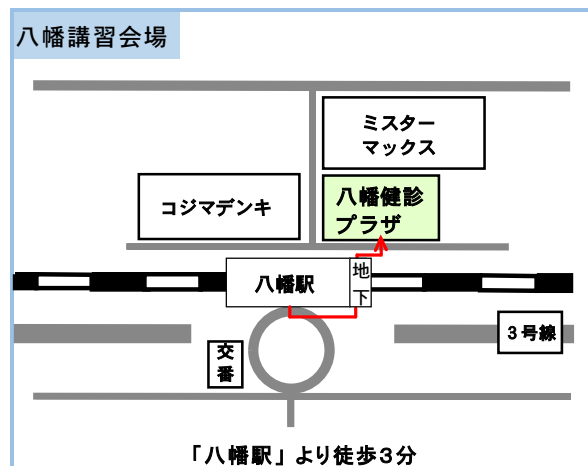 八幡講習会場
ミスター
マックス
八幡健診
プラザ
コジマデンキ
八幡駅
地
下
3号線
交
番
「八幡駅」より徒歩3分